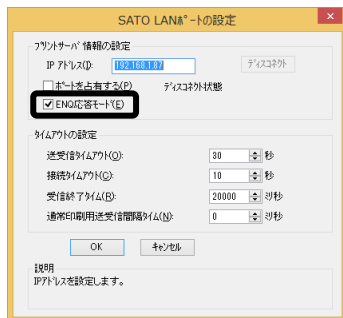 SATO LANﾎﾟｰﾄの設定
ﾌﾟﾘﾝﾄｻｰﾊﾞ情報の設定
IP ｱﾄﾞﾚｽ(I): 192.168.1.87 ﾃﾞｨｽｺﾈｸﾄ
ﾎﾟｰﾄを占有する(P) ﾃﾞｨｽｺﾈｸﾄ状態
ENQ応答ﾓｰﾄﾞ(E)
ﾀｲﾑｱｳﾄの設定
送受信ﾀｲﾑｱｳﾄ(O): 30 秒
接続ﾀｲﾑｱｳﾄ(C): 10 秒
受信終了ﾀｲﾑ(R): 20000 ﾐﾘ秒
通常印刷用送受信間隔ﾀｲﾑ(N): 0 ﾐﾘ秒
OK ｷｬﾝｾﾙ
説明
IPｱﾄﾞﾚｽを設定します。